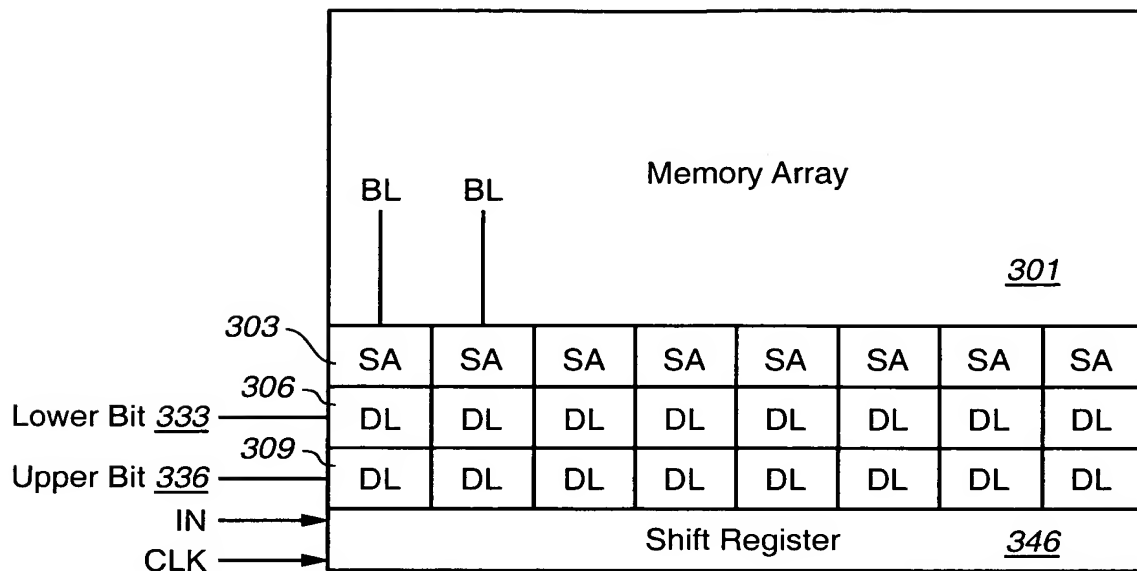 Memory Array
BL BL
301
303 SA SA SA SA SA SA SA SA
306
Lower Bit 333 DL DL DL DL DL DL DL DL
309
Upper Bit 336 DL DL DL DL DL DL DL DL
IN
Shift Register 346
CLK